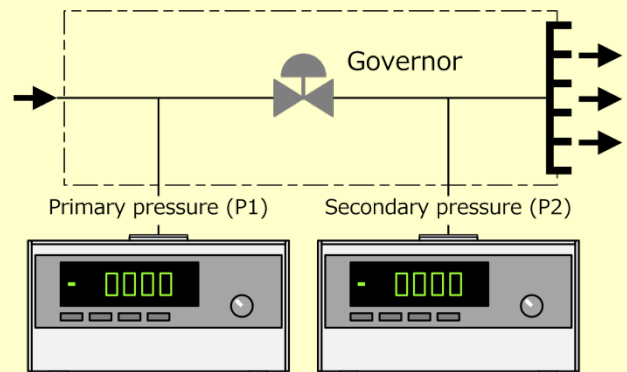 Governor
Primary pressure (P1)
Secondary pressure (P2)
- 0000
- 0000